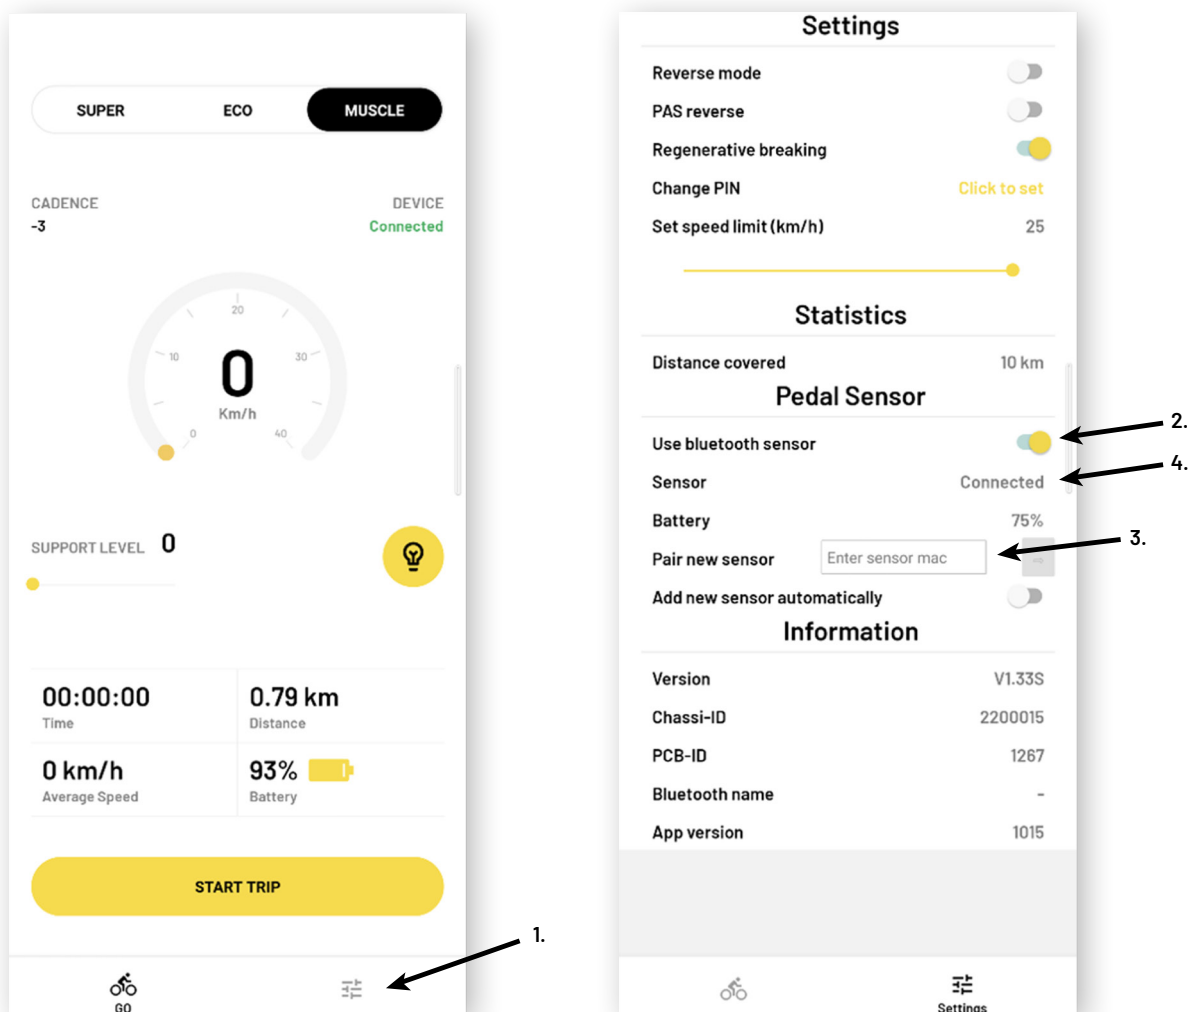 SUPER ECO MUSCLE
CADENCE DEVICE
-3 Connected
20
10 30
0
Km/h
0 40
SUPPORT LEVEL 0
00:00:00 0.79 km
Time Distance
0 km/h 93%
Average Speed Battery
START TRIP
1.
GO
Settings
Reverse mode
PAS reverse
Regenerative breaking
Change PIN Click to set
Set speed limit (km/h) 25
Statistics
Distance covered 10 km
Pedal Sensor
2.
Use bluetooth sensor
4.
Sensor Connected
Battery 75%
3.
Pair new sensor Enter sensor mac
Add new sensor automatically
Information
Version V1.33S
Chassi-ID 2200015
PCB-ID 1267
Bluetooth name -
App version 1015
Settings